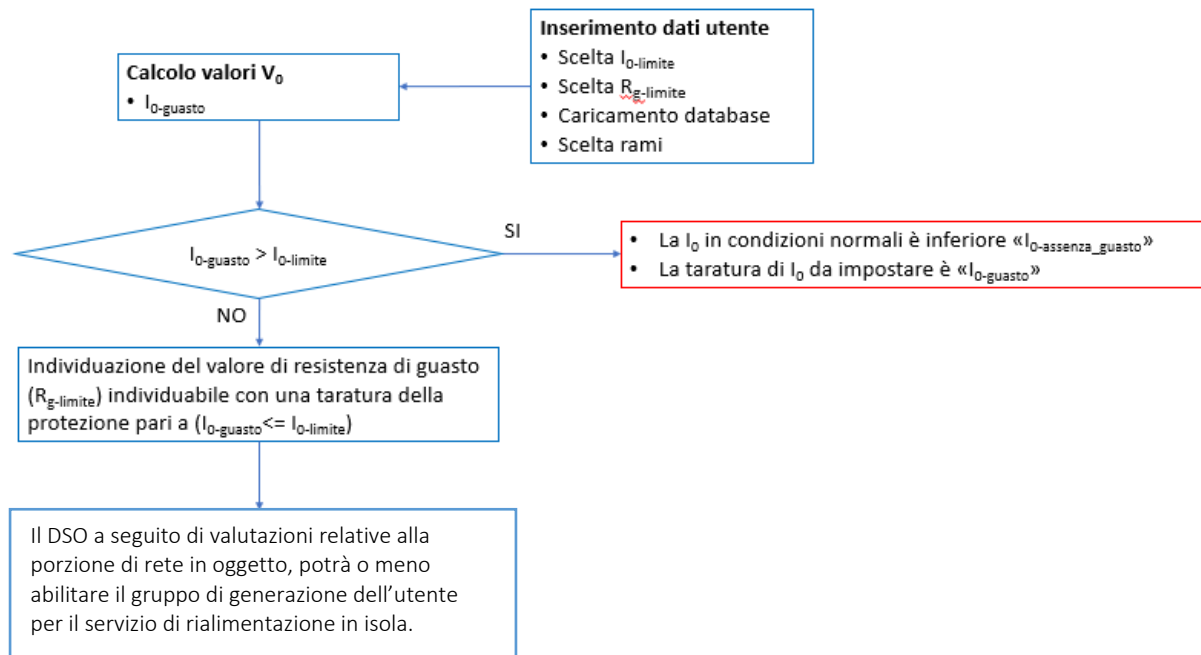 Inserimento dati utente
• Scelta I0-limite
• Scelta Rg-limite
• Caricamento database
• Scelta rami
Calcolo valori V0
• I0-guasto
I0-guasto > I0-limite
SI
• La I0 in condizioni normali è inferiore «I0-assenza_guasto»
• La taratura di I0 da impostare è «I0-guasto»
NO
Individuazione del valore di resistenza di guasto
(Rg-limite) individuabile con una taratura della
protezione pari a (I0-guasto<= I0-limite)
Il DSO a seguito di valutazioni relative alla
porzione di rete in oggetto, potrà o meno
abilitare il gruppo di generazione dell’utente
per il servizio di rialimentazione in isola.